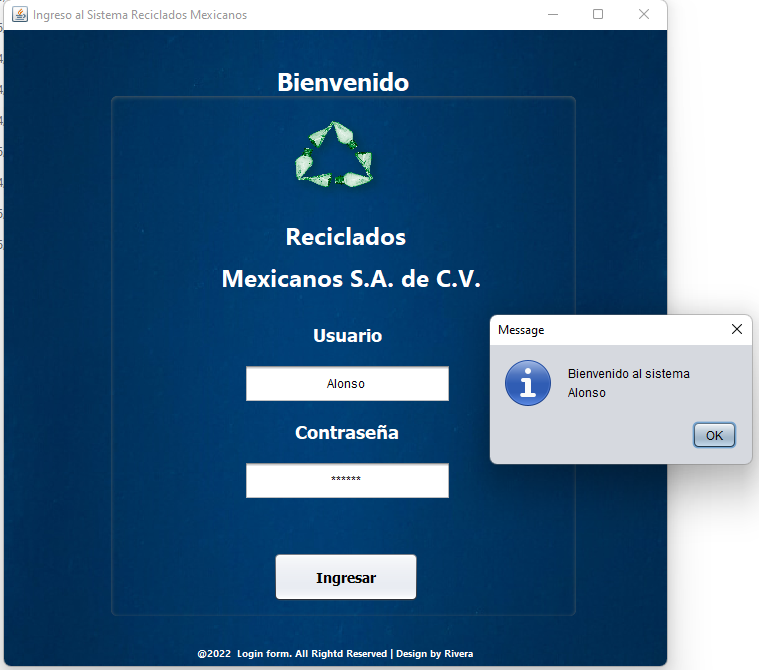 Ingreso al Sistema Reciclados Mexicanos
Bienvenido
Reciclados
Mexicanos S.A. de C.V.
Usuario
Alonso
Contraseña
******
Ingresar
@2022 Login form. All Rightd Reserved | Design by Rivera
Message
Bienvenido al sistema
Alonso
OK